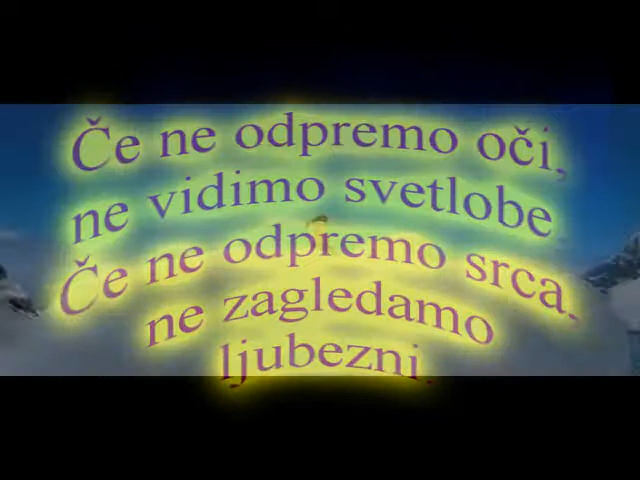 Če ne odpremo oči,
ne vidimo svetlobe
Če ne odpremo srca,
ne zagledamo
ljubezni.